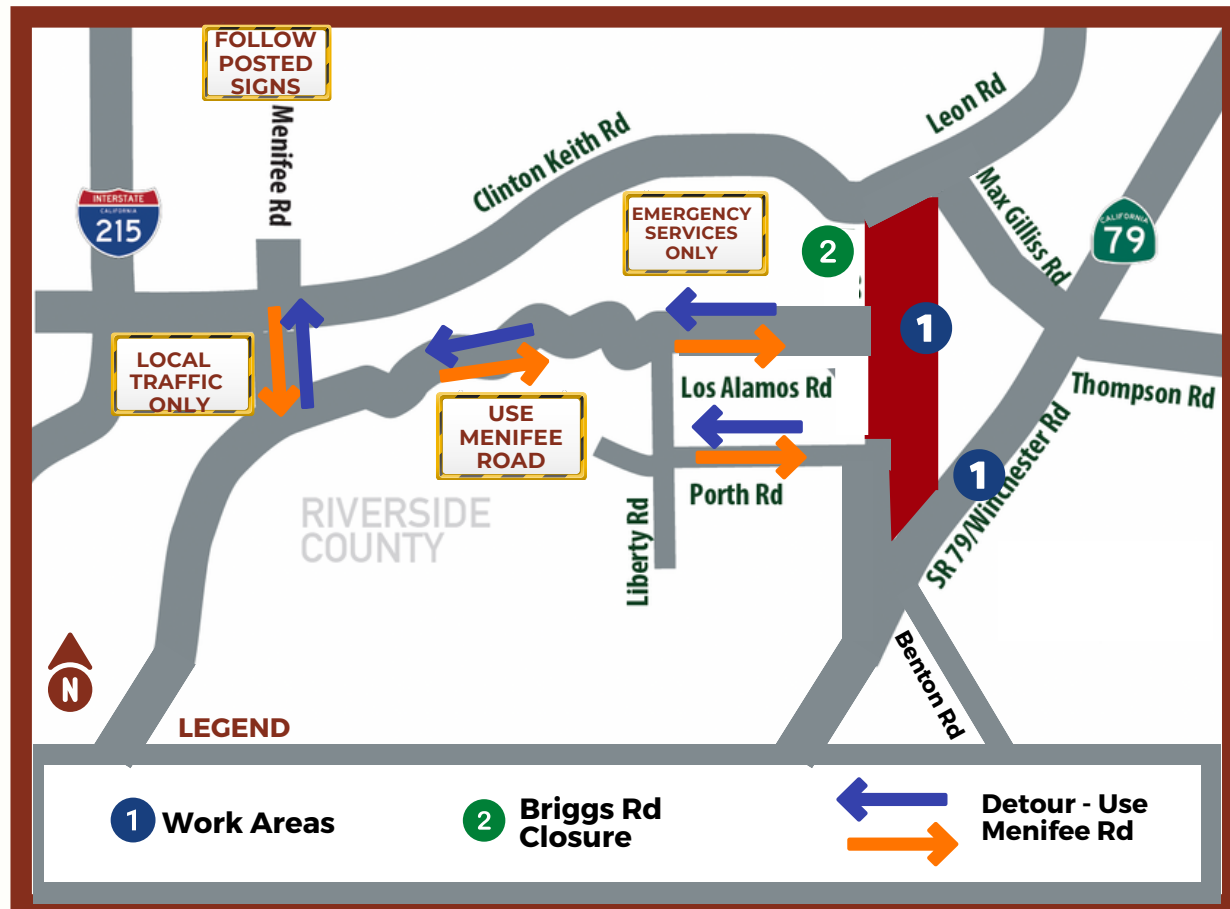 FOLLOW
POSTED
SIGNS
Menifee Rd
INTERSTATE
CALIFORNIA
215
Clinton Keith Rd
Leon Rd
Max Gilliss Rd
CALIFORNIA
79
EMERGENCY
SERVICES
ONLY
2
1
LOCAL
TRAFFIC
ONLY
USE
MENIFEE
ROAD
Los Alamos Rd
Thompson Rd
1
Porth Rd
SR 79/Winchester Rd
RIVERSIDE
COUNTY
Liberty Rd
Benton Rd
N
LEGEND
1 Work Areas
2 Briggs Rd
Closure
Detour - Use
Menifee Rd